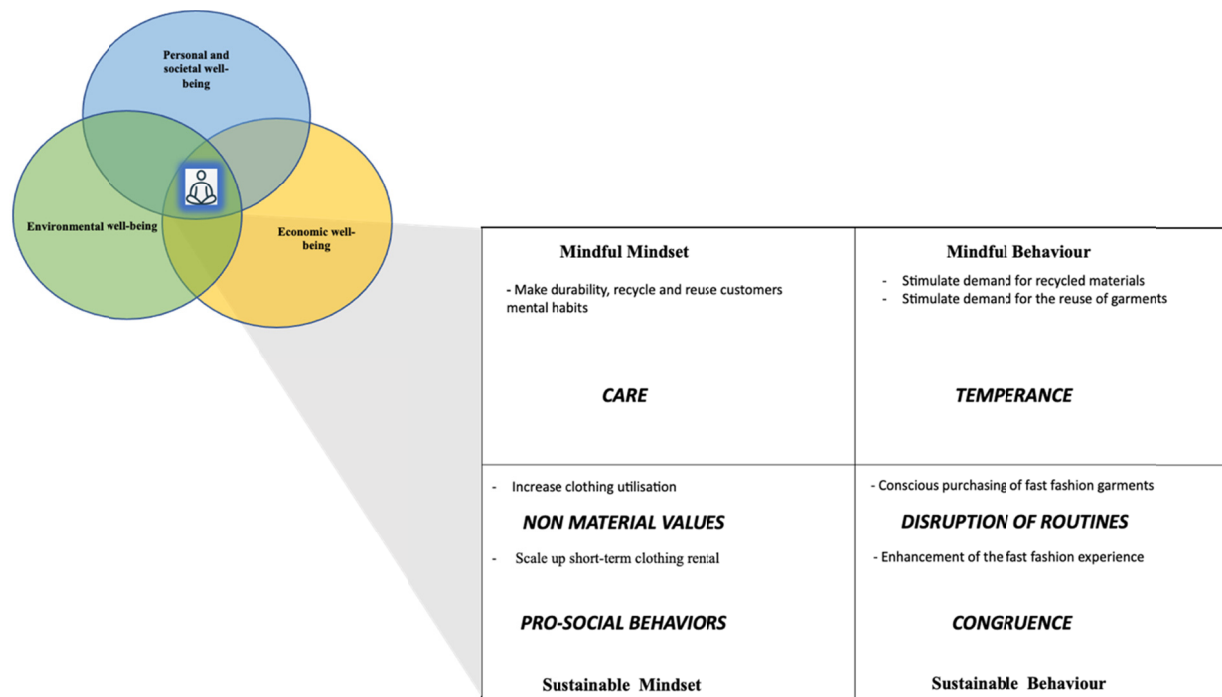 Personal and
societal well-
being
Environmental well-being
Economic well-
being
Mindful Mindset
- Make durability, recycle and reuse customers
mental habits
CARE
Mindful Behaviour
- Stimulate demand for recycled materials
- Stimulate demand for the reuse of garments
TEMPERANCE
- Increase clothing utilisation
NON MATERIAL VALUES
- Scale up short-term clothing rental
PRO-SOCIAL BEHAVIORS
Sustainable Mindset
- Conscious purchasing of fast fashion garments
DISRUPTION OF ROUTINES
- Enhancement of the fast fashion experience
CONGRUENCE
Sustainable Behaviour